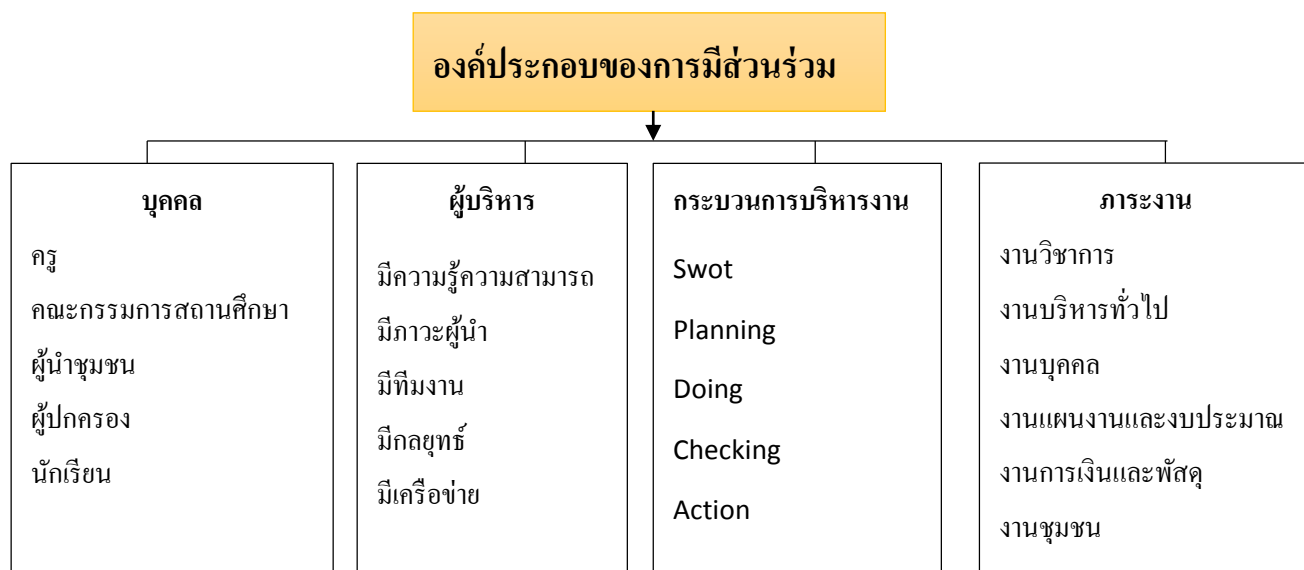 องค์ประกอบของการมีส่วนร่วม
บุคคล
ครู
คณะกรรมการสถานศึกษา
ผู้นำชุมชน
ผู้ปกครอง
นักเรียน
ผู้บริหาร
มีความรู้ความสามารถ
มีภาวะผู้นำ
มีทีมงาน
มีกลยุทธ์
มีเครือข่าย
กระบวนการบริหารงาน
Swot
Planning
Doing
Checking
Action
ภาระงาน
งานวิชาการ
งานบริหารทั่วไป
งานบุคคล
งานแผนงานและงบประมาณ
งานการเงินและพัสดุ
งานชุมชน